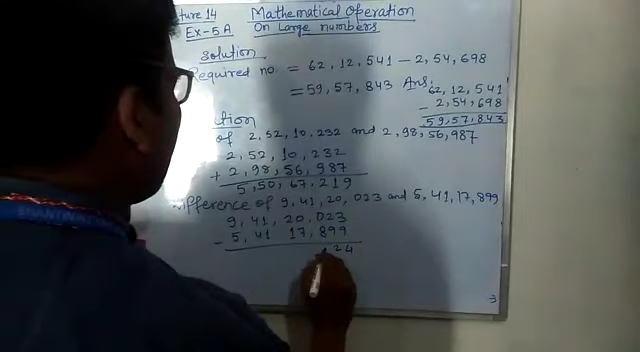 ture 14 Mathematical Operation
Ex-5A On Large numbers
Solution
Required no. = 62,12,541 - 2,54,698
= 59,57,843 Ans.
62,12,541
- 2,54,698
59,57,843
tion
of 2,52,10,232 and 2,98,56,987
2,52,10,232
+ 2,98,56,987
5,50,67,219
ifference of 9,41,20,023 and 5,41,17,899
9,41,20,023
- 5,41 17,899
124
3